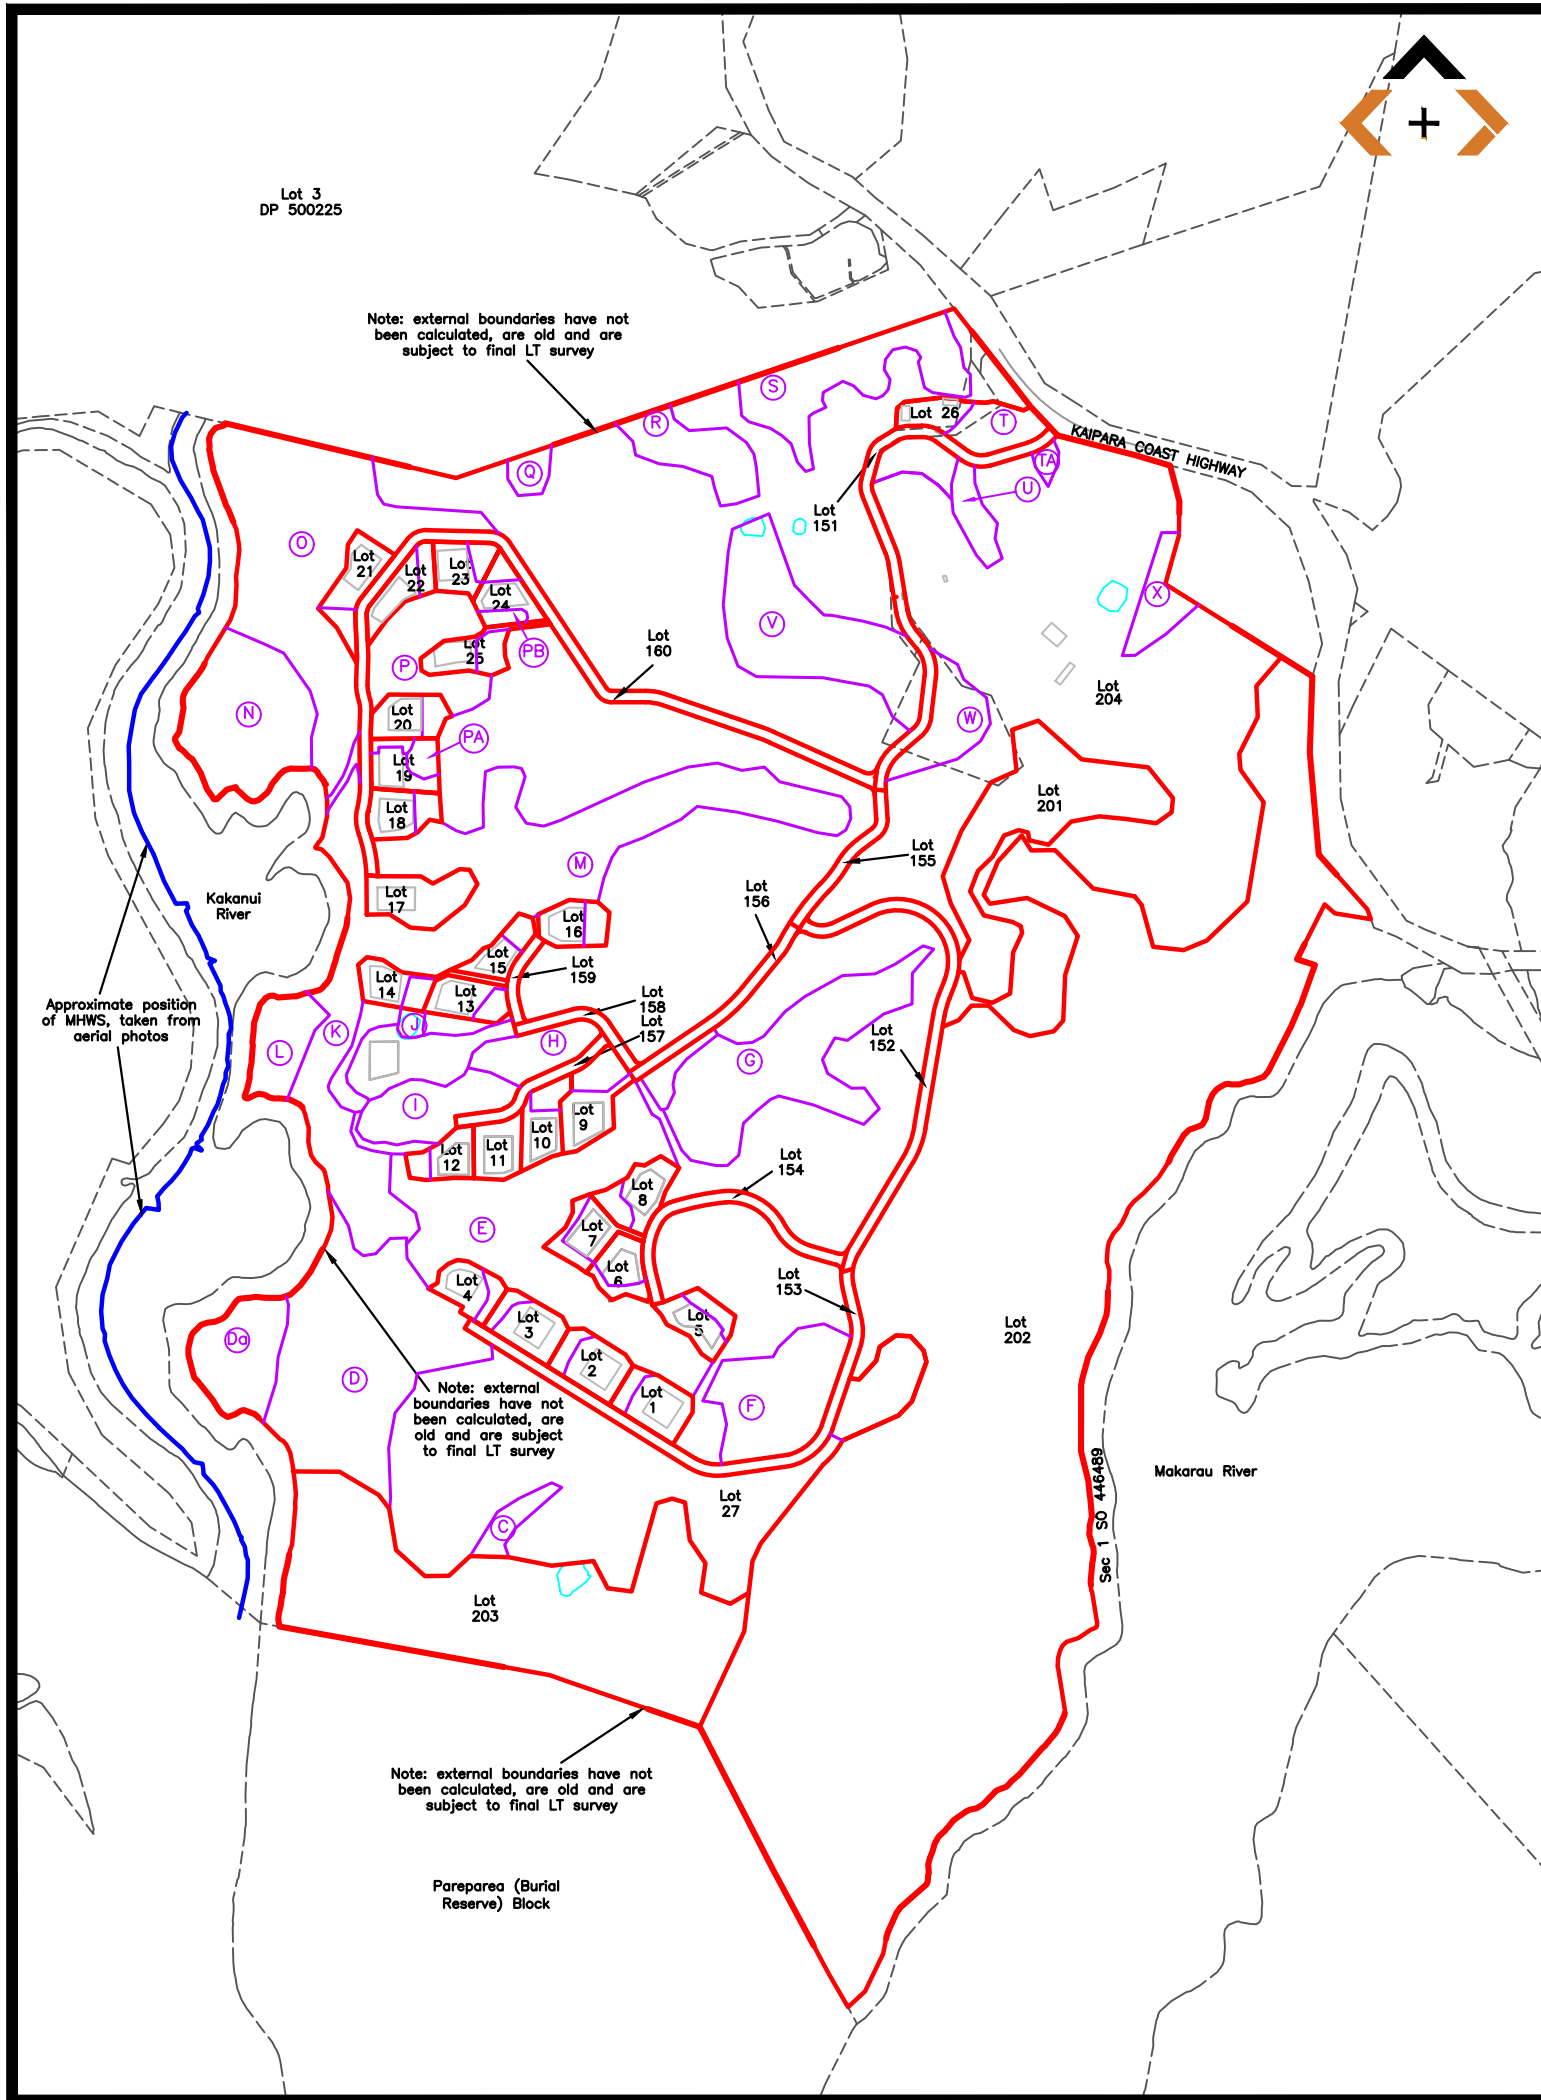 Lot 3
DP 500225
Note: external boundaries have not
been calculated, are old and are
subject to final LT survey
S
R
Lot 26
T
KAIPARA COAST HIGHWAY
Q
TA
U
Lot
151
O
Lot
21
Lot
22
Lot
23
Lot
24
X
V
P
Lot
25
PB
Lot
160
Lot
204
N
Lot
20
W
PA
Lot
19
Lot
18
Lot
201
M
Lot
155
Lot
156
Kakanui
River
Lot
17
Lot
16
Lot
15
Lot
159
Lot
14
Lot
13
Lot
158
Lot
157
Approximate position
of MHWS, taken from
aerial photos
K
J
L
H
G
Lot
152
I
Lot
9
Lot
10
Lot
11
Lot
12
Lot
154
Lot
8
E
Lot
7
Lot
6
Lot
4
Lot
153
Lot
3
Lot
5
Lot
202
Da
D
Lot
2
Lot
1
F
Note: external
boundaries have not
been calculated, are
old and are subject
to final LT survey
Sec 1 SO 446489
Makarau River
Lot
27
C
Lot
203
Note: external boundaries have not
been calculated, are old and are
subject to final LT survey
Pareparea (Burial
Reserve) Block